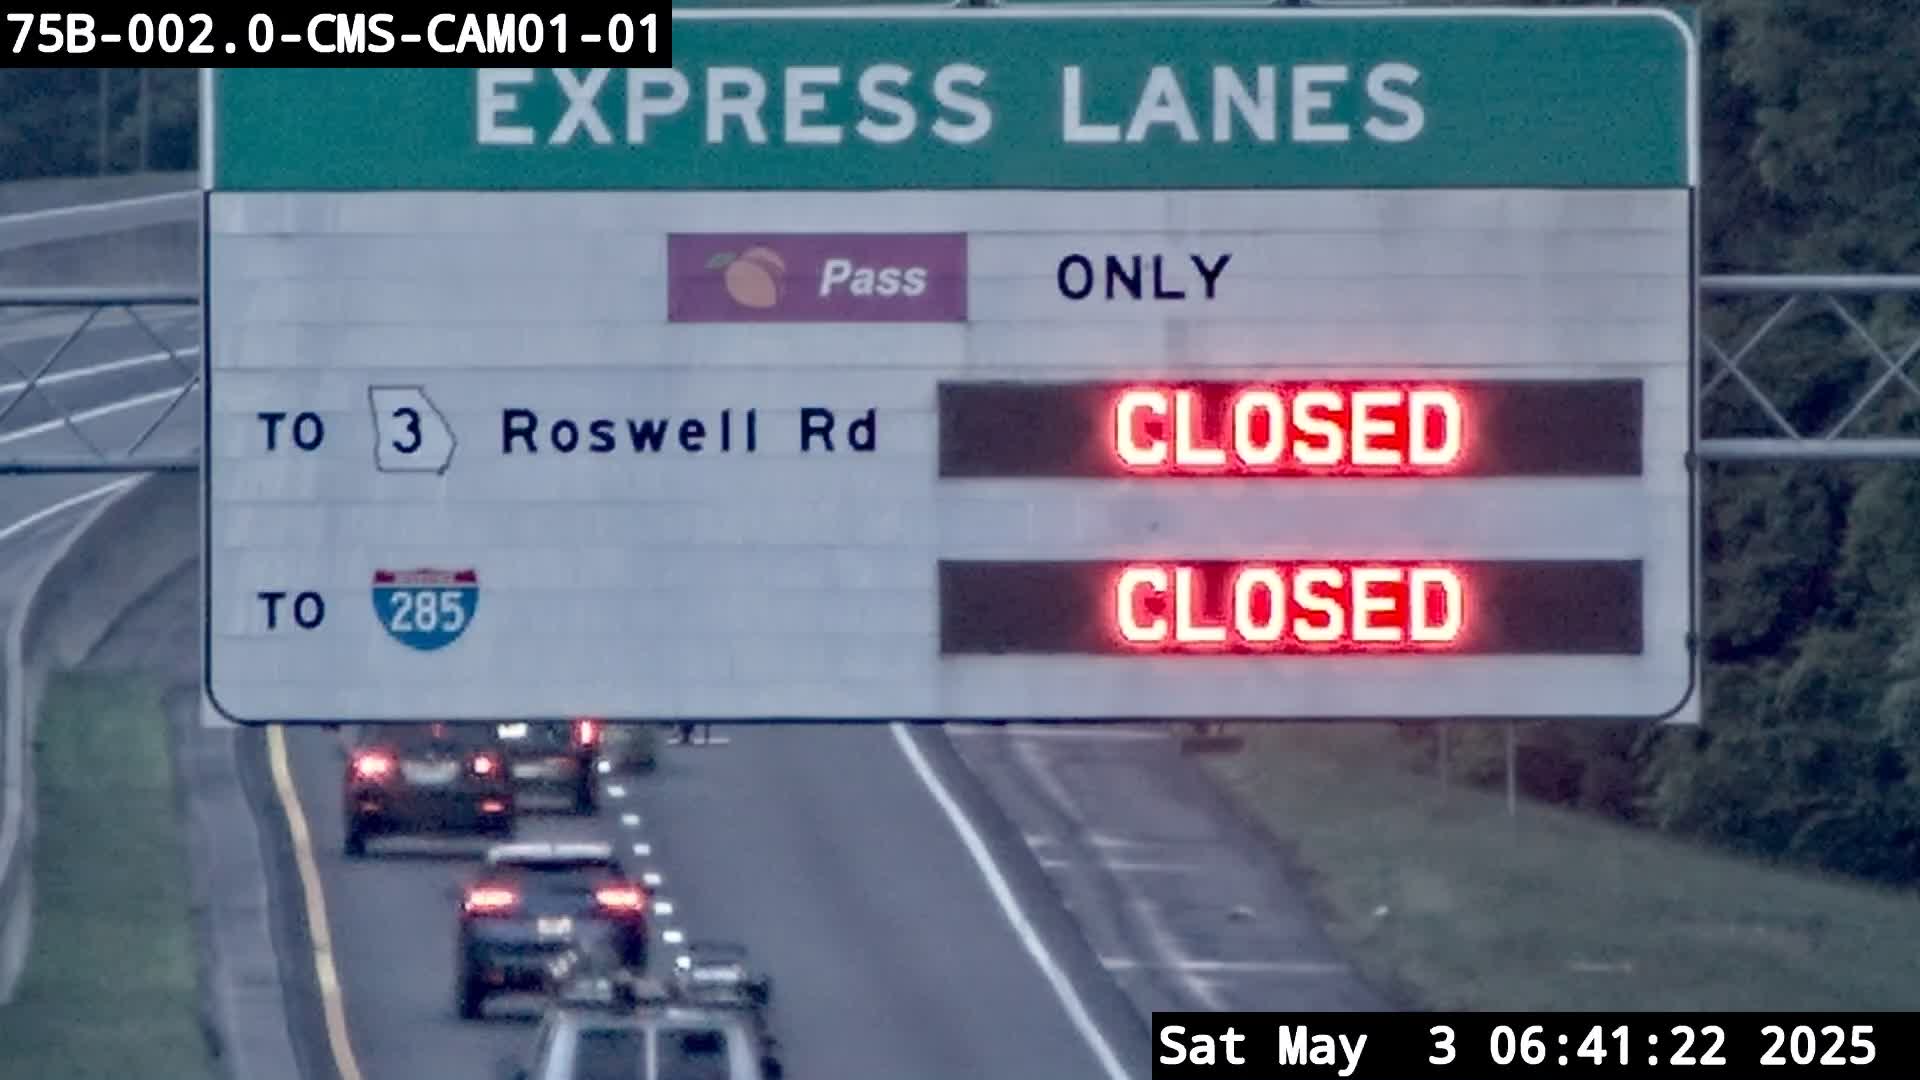 75B-002.0-CMS-CAM01-01
EXPRESS LANES
Pass ONLY
TO 3 Roswell Rd CLOSED
TO 285 CLOSED
Sat May 3 06:41:22 2025